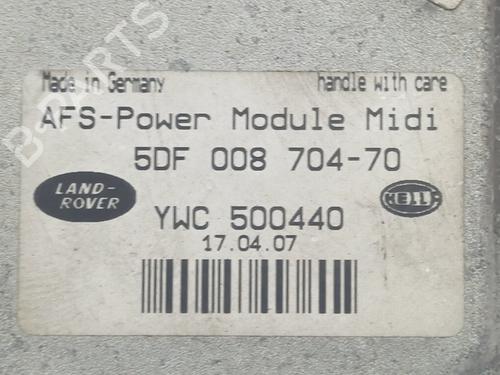 B-PARTS
Made in Germany handle with care
AFS-Power Module Midi
5DF 008 704-70
LAND-
ROVER
HELLA
YWC 500440
17.04.07